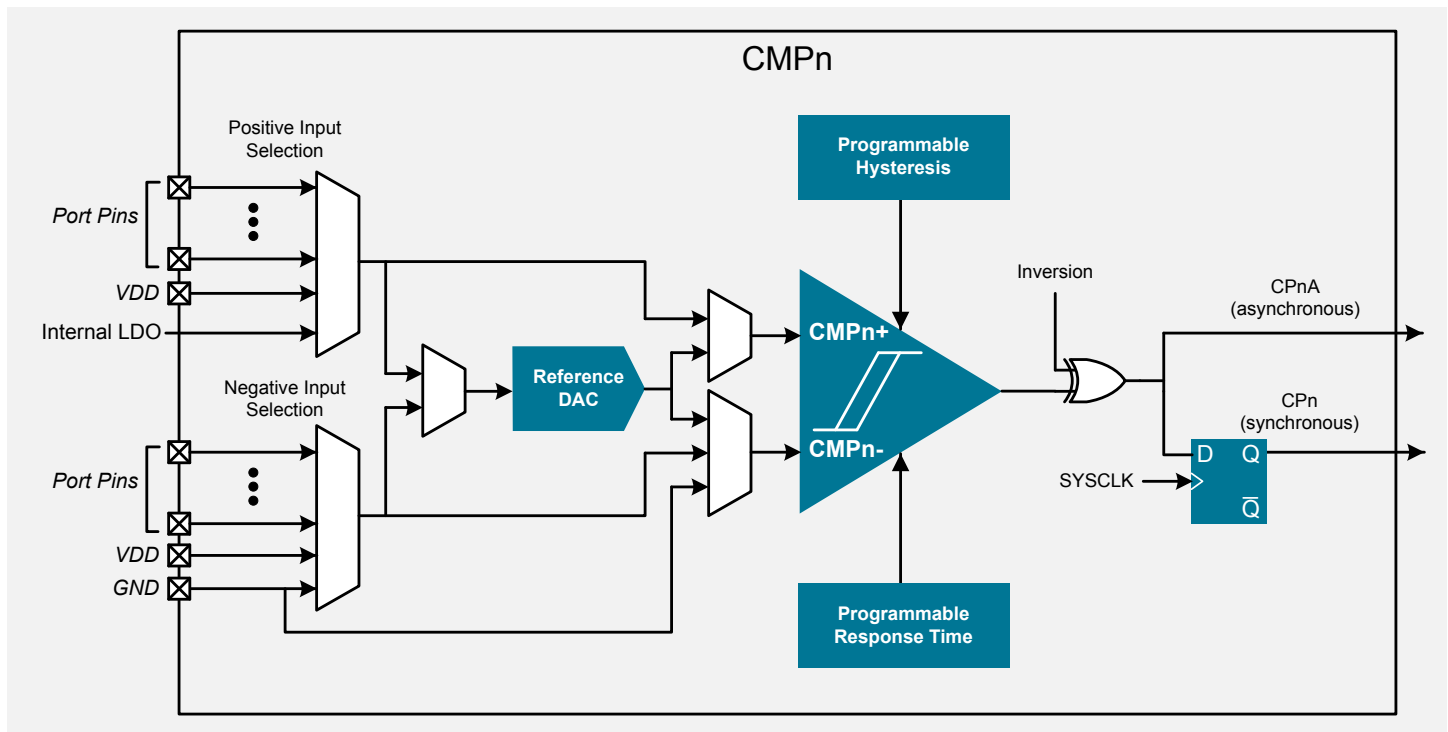 CMPn
Positive Input
Selection
Port Pins
VDD
Internal LDO
Negative Input
Selection
Port Pins
VDD
GND
Reference
DAC
Programmable
Hysteresis
CMPn+
CMPn-
Programmable
Response Time
Inversion
CPnA
(asynchronous)
CPn
(synchronous)
SYSCLK
D Q
Q̅